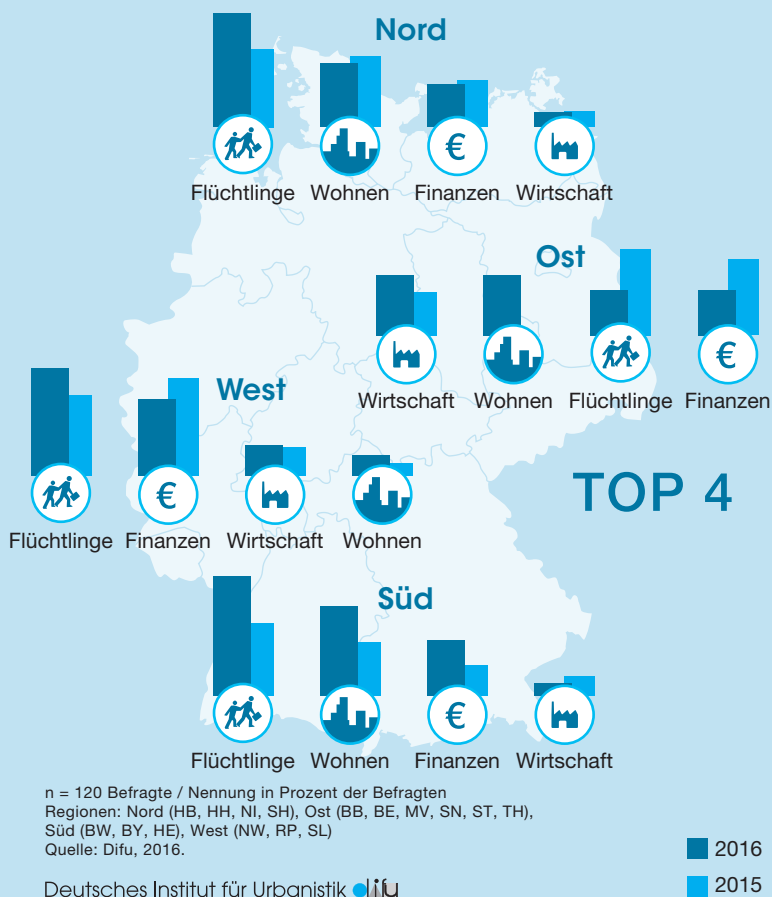 Nord
€
Flüchtlinge Wohnen Finanzen Wirtschaft
Ost
€
Wirtschaft Wohnen Flüchtlinge Finanzen
West
€
Flüchtlinge Finanzen Wirtschaft Wohnen
TOP 4
Süd
€
Flüchtlinge Wohnen Finanzen Wirtschaft
n = 120 Befragte / Nennung in Prozent der Befragten
Regionen: Nord (HB, HH, NI, SH), Ost (BB, BE, MV, SN, ST, TH),
Süd (BW, BY, HE), West (NW, RP, SL)
Quelle: Difu, 2016.
2016
2015
Deutsches Institut für Urbanistik difu